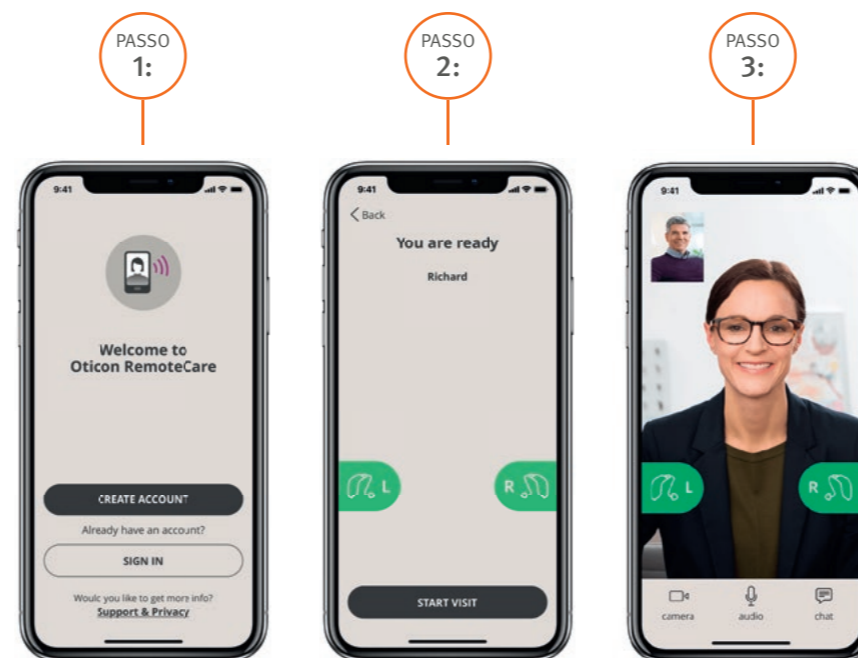 PASSO
1:
PASSO
2:
PASSO
3:
9:41
Welcome to
Oticon RemoteCare
CREATE ACCOUNT
Already have an account?
SIGN IN
Would you like to get more info?
Support & Privacy
9:41
Back
You are ready
Richard
L
R
START VISIT
9:41
L
R
camera
audio
chat